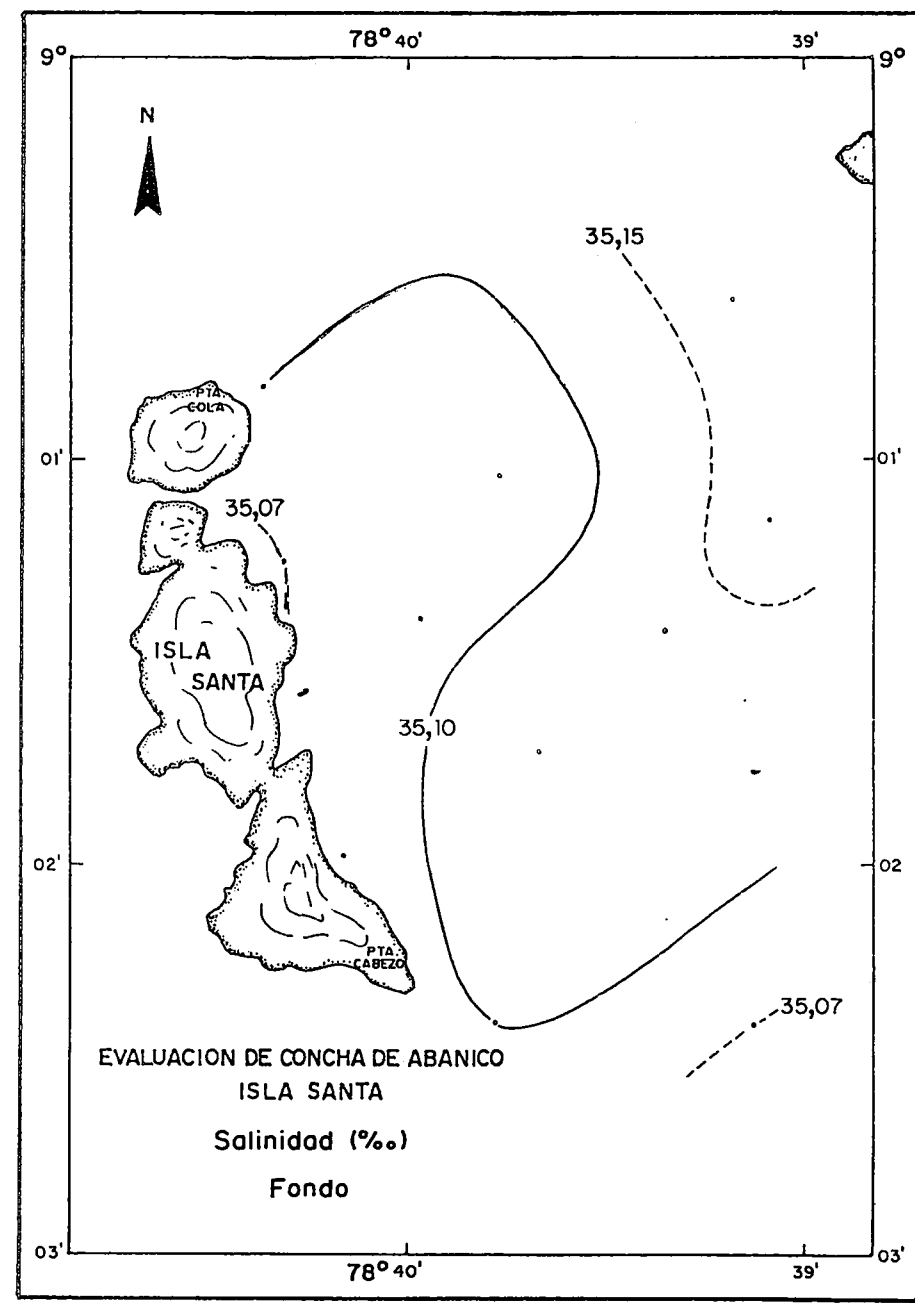 78° 40' 39'
9° 9°
N
35,15
PTA
COLA
01' 01'
35,07
ISLA
SANTA
35,10
02' 02
PTA
CABEZO
35,07
EVALUACION DE CONCHA DE ABANICO
ISLA SANTA
Salinidad (‰)
Fondo
03' 03'
78° 40' 39'